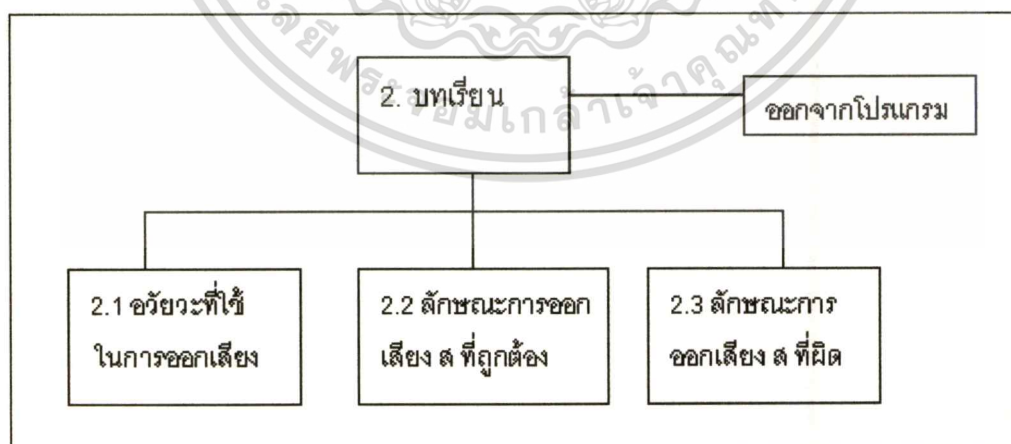 2. บทเรียน
ออกจากโปรแกรม
2.1 อวัยวะที่ใช้
ในการออกเสียง
2.2 ลักษณะการออก
เสียง ส ที่ถูกต้อง
2.3 ลักษณะการ
ออกเสียง ส ที่ผิด